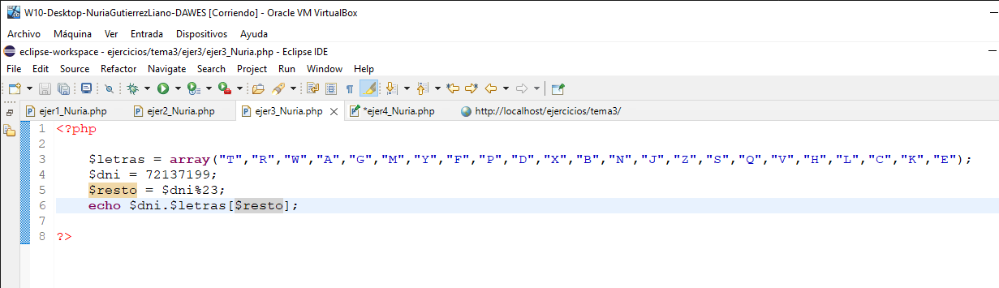 W10-Desktop-NuriaGutierrezLiano-DAWES [Corriendo] - Oracle VM VirtualBox
Archivo Máquina Ver Entrada Dispositivos Ayuda
eclipse-workspace - ejercicios/tema3/ejer3/ejer3_Nuria.php - Eclipse IDE
File Edit Source Refactor Navigate Search Project Run Window Help
ejer1_Nuria.php ejer2_Nuria.php ejer3_Nuria.php *ejer4_Nuria.php http://localhost/ejercicios/tema3/
1 <?php
2
3 $letras = array("T","R","W","A","G","M","Y","F","P","D","X","B","N","J","Z","S","Q","V","H","L","C","K","E");
4 $dni = 72137199;
5 $resto = $dni%23;
6 echo $dni.$letras[$resto];
7
8 ?>